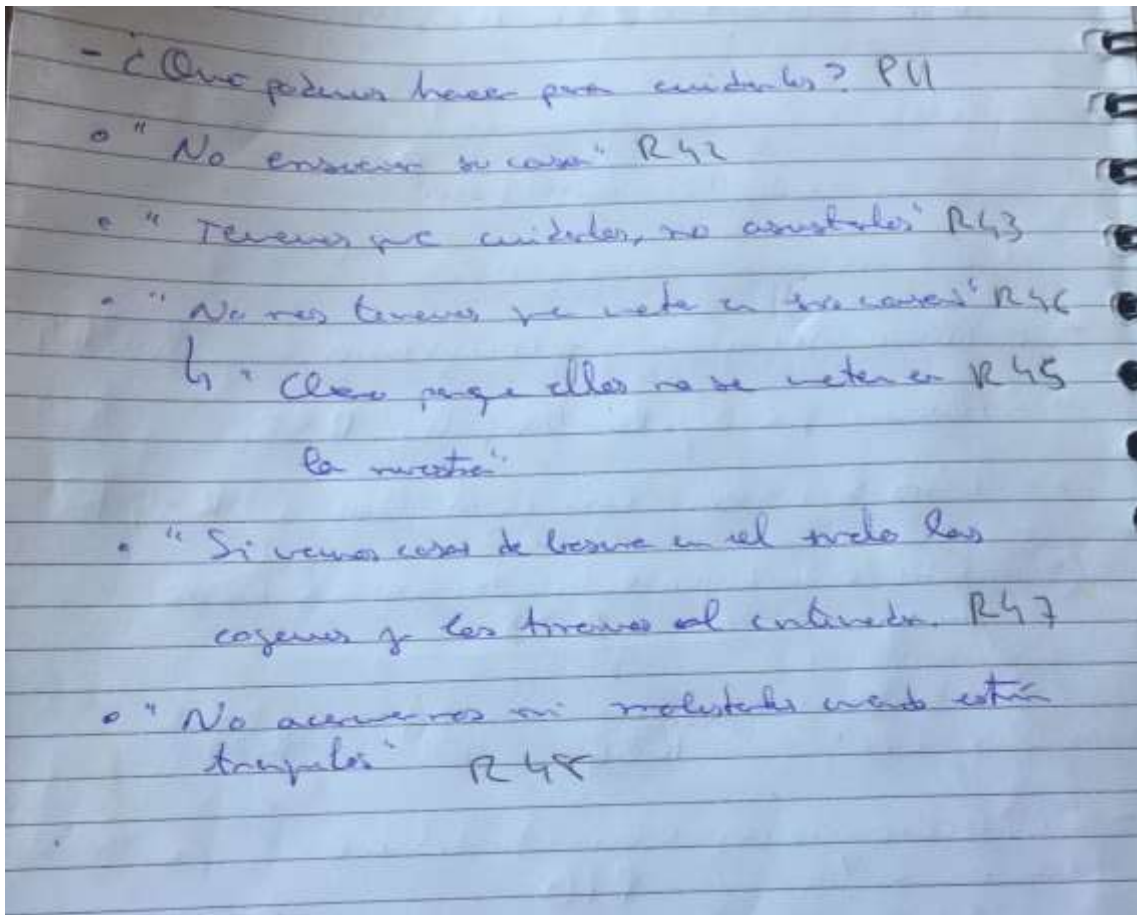 - ¿Que podemos hacer para cuidarlos? P11
• "No ensuciar su casa" R42
• "Tenemos que cuidarlos, no asustarlos" R43
• "No nos tenemos que meter en sus casas" R46
↳ "Claro porque ellos no se meten en R45
la nuestra"
• "Si vemos cosas de basura en el suelo las
cogemos y las tiramos al contenedor. R47
• "No acercarnos ni molestarlos cuando están
tranquilos" R48